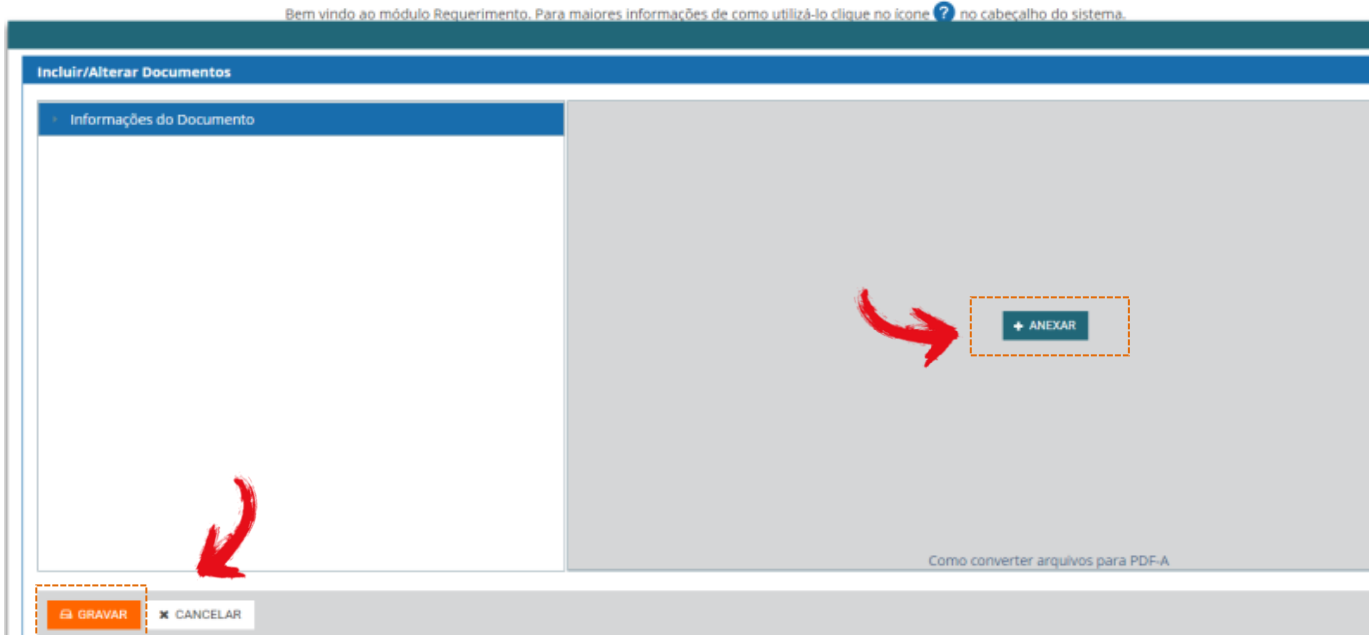 Bem vindo ao módulo Requerimento. Para maiores informações de como utilizá-lo clique no ícone ? no cabeçalho do sistema.
Incluir/Alterar Documentos
Informações do Documento
+ ANEXAR
Como converter arquivos para PDF-A
GRAVAR
✖ CANCELAR